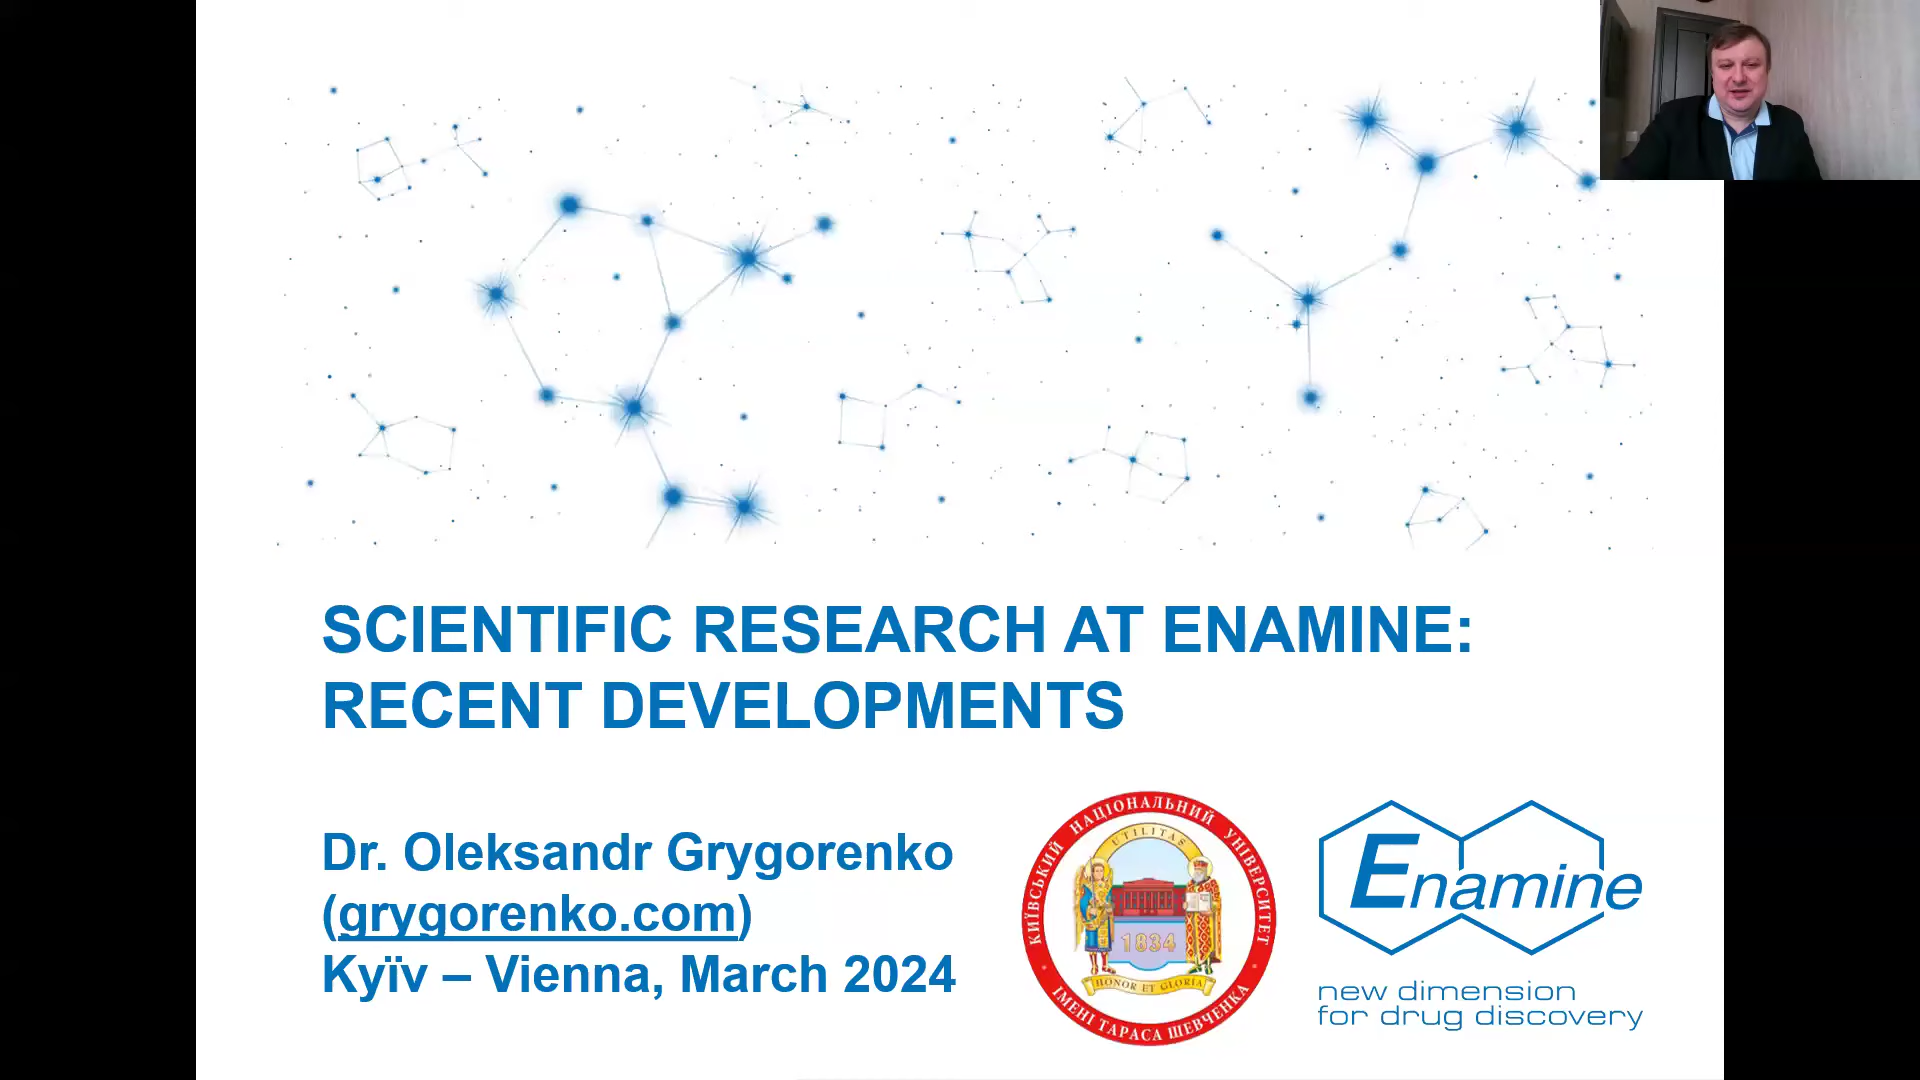 SCIENTIFIC RESEARCH AT ENAMINE:
RECENT DEVELOPMENTS
Dr. Oleksandr Grygorenko
(grygorenko.com)
Kyïv – Vienna, March 2024
КИЇВСЬКИЙ НАЦІОНАЛЬНИЙ УНІВЕРСИТЕТ
ІМЕНІ ТАРАСА ШЕВЧЕНКА
UTILITAS
1834
HONOR ET GLORIA
Enamine
new dimension
for drug discovery